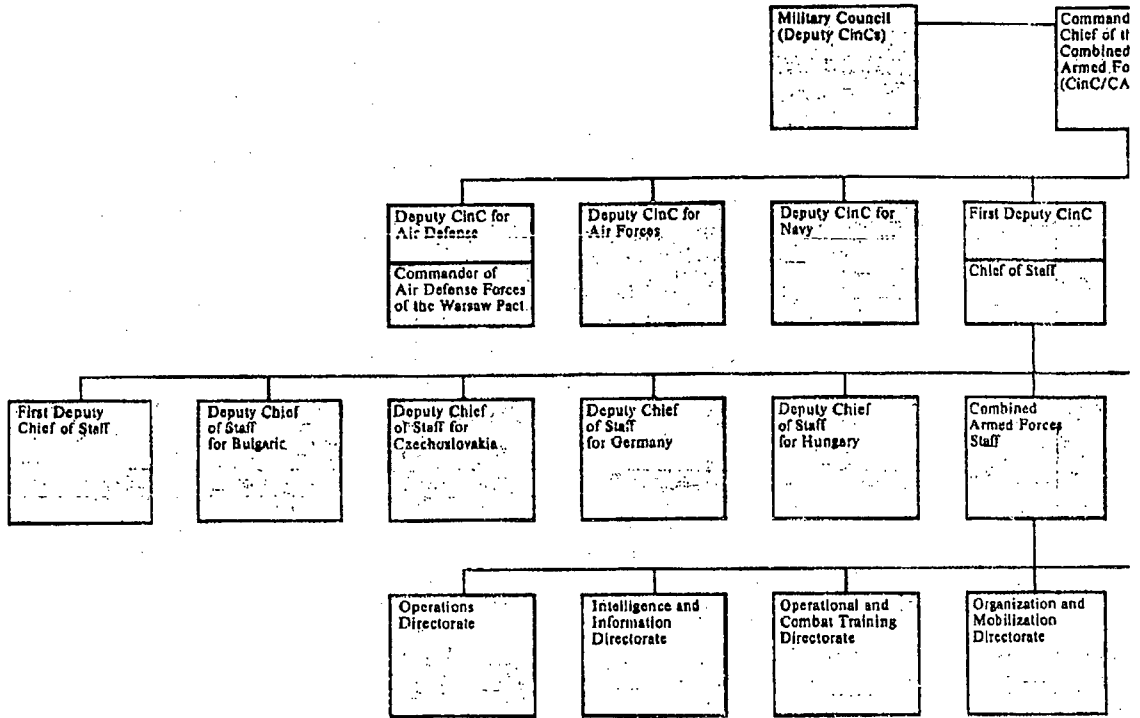 Military Council
(Deputy CinCs)
Command
Chief of th
Combined
Armed Fo
(CinC/CA
Deputy CinC for
Air Defense
Commander of
Air Defense Forces
of the Warsaw Pact
Deputy CinC for
Air Forces
Deputy CinC for
Navy
First Deputy CinC
Chief of Staff
First Deputy
Chief of Staff
Deputy Chief
of Staff
for Bulgaric
Deputy Chief
of Staff for
Czechoslovakia
Deputy Chief
of Staff
for Germany
Deputy Chief
of Staff
for Hungary
Combined
Armed Forces
Staff
Operations
Directorate
Intelligence and
Information
Directorate
Operational and
Combat Training
Directorate
Organization and
Mobilization
Directorate